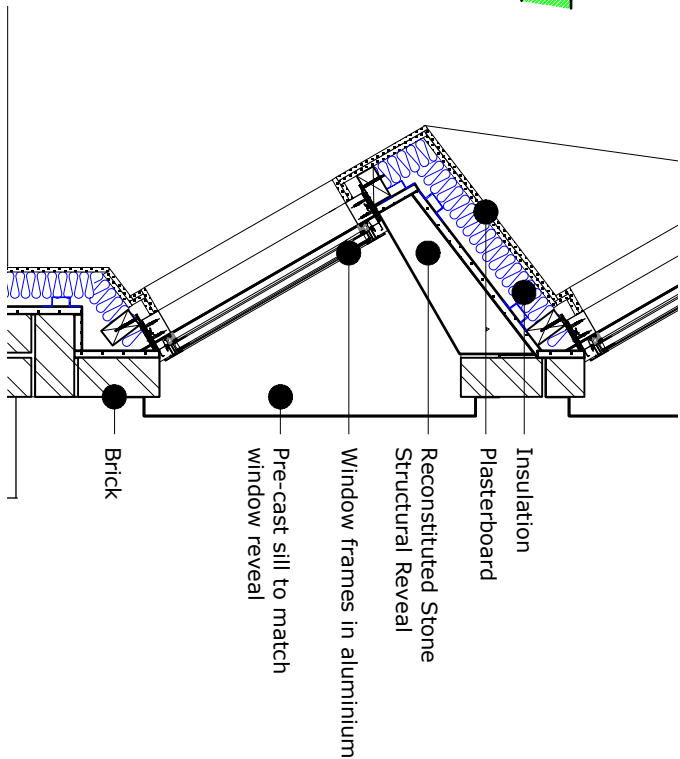 Insulation
Plasterboard
Reconstituted Stone
Structural Reveal
Window frames in aluminium
Pre-cast sill to match
window reveal
Brick